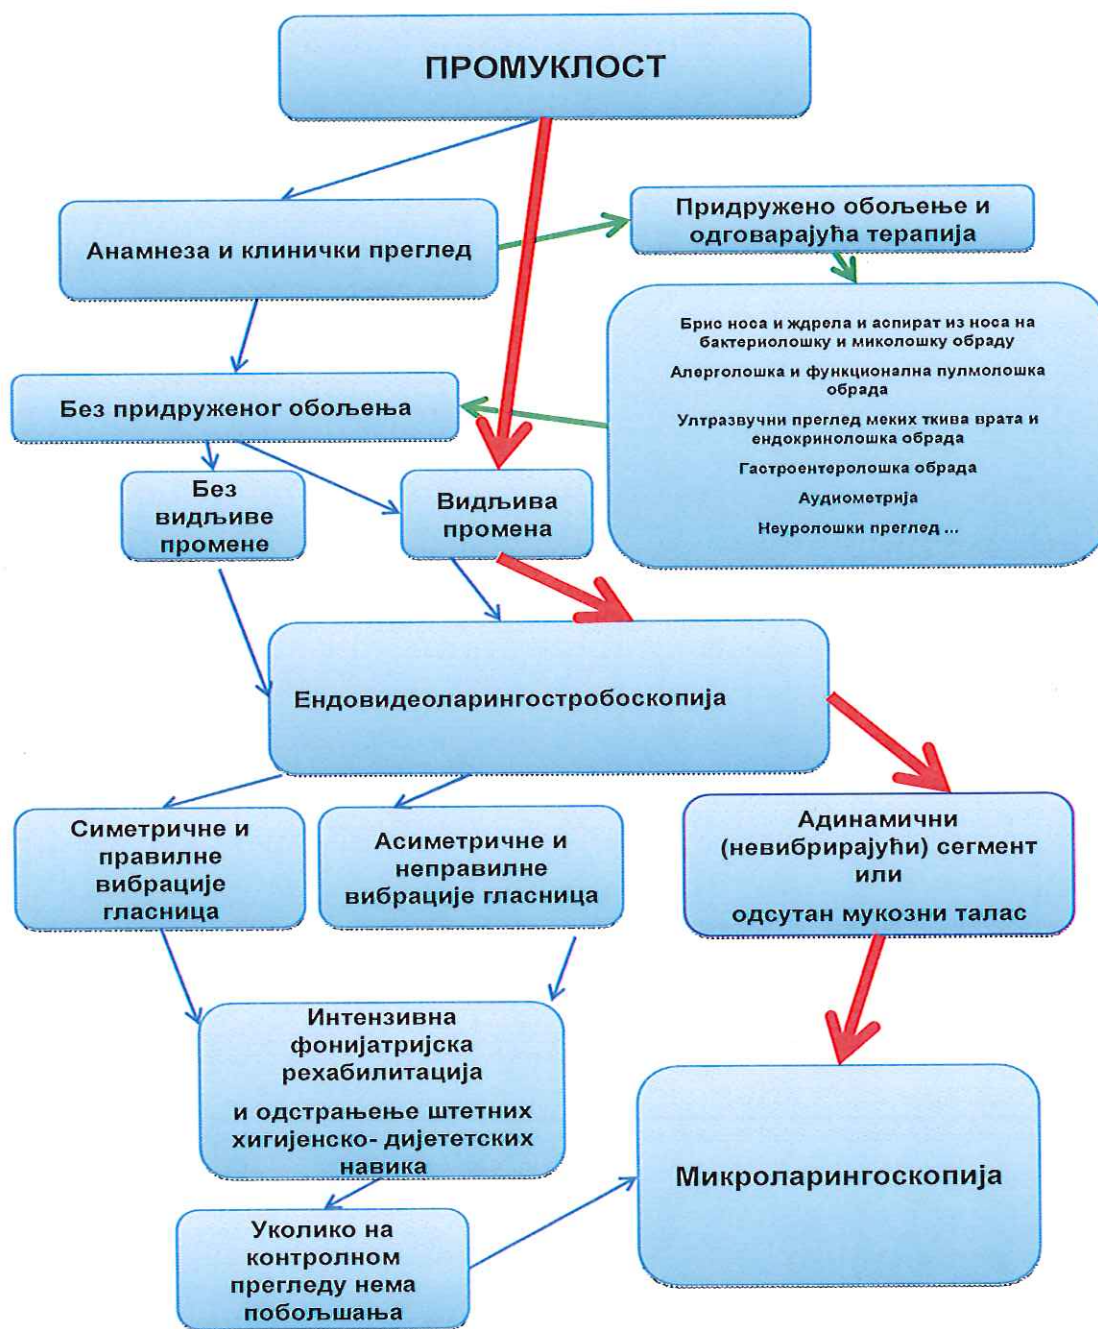 ПРОМУКЛОСТ
Анамнеза и клинички преглед
Придружено обољење и
одговарајућа терапија
Брис носа и ждрела и аспират из носа на
бактериолошку и миколошку обраду
Алерголошка и функционална пулмолошка
обрада
Ултразвучни преглед меких ткива врата и
ендокринолошка обрада
Гастроентеролошка обрада
Аудиометрија
Неуролошки преглед ...
Без придруженог обољења
Без
видљиве
промене
Видљива
промена
Ендовидеоларингостробоскопија
Симетричне и
правилне
вибрације
гласница
Асиметричне и
неправилне
вибрације гласница
Адинамични
(невибрирајући) сегмент
или
одсутан мукозни талас
Интензивна
фонијатријска
рехабилитација
и одстрањење штетних
хигијенско- дијететских
навика
Микроларингоскопија
Уколико на
контролном
прегледу нема
побољшања